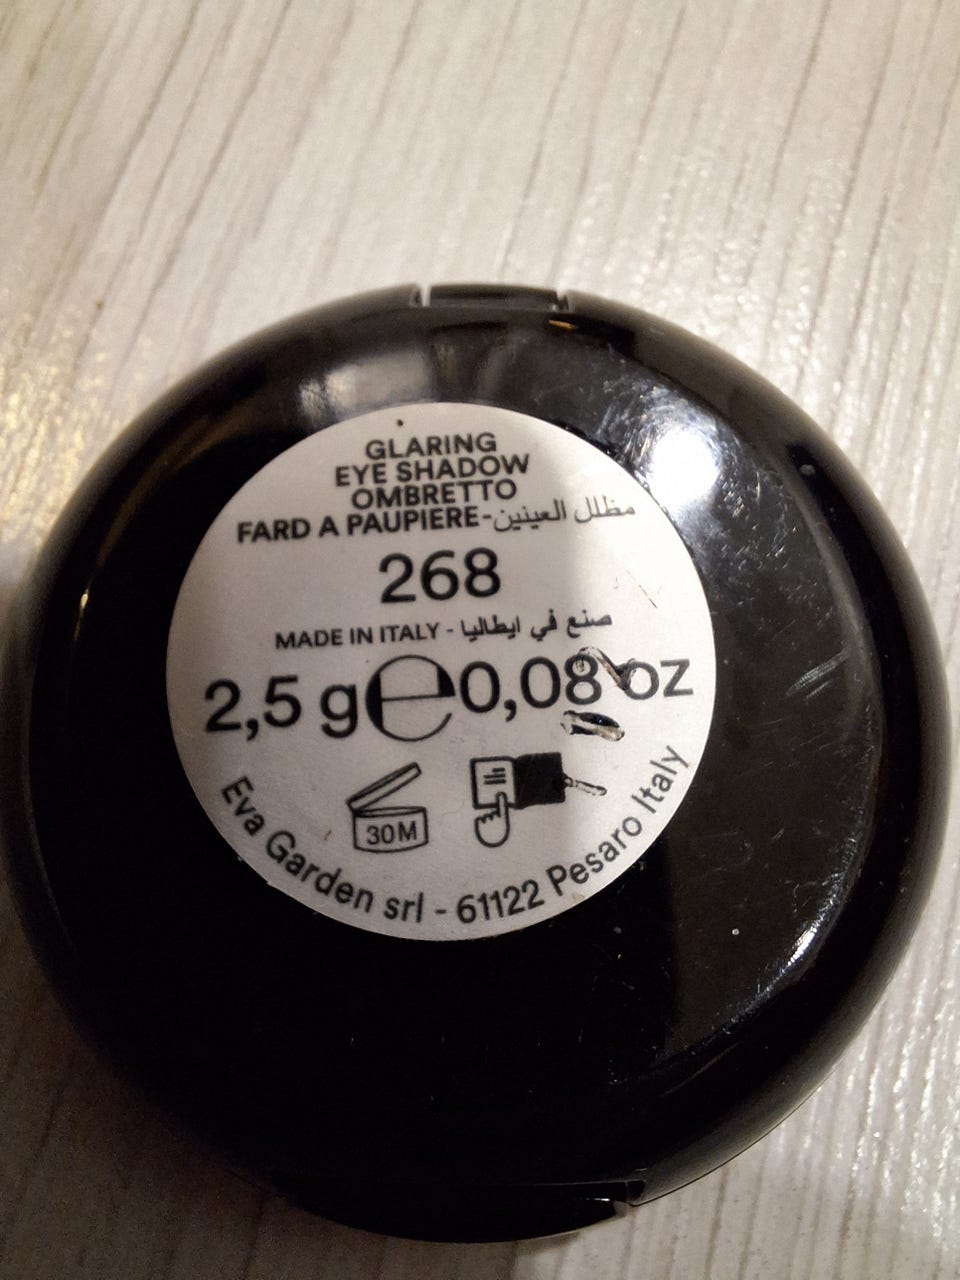 GLARING
EYE SHADOW
OMBRETTO
FARD A PAUPIERE-مظلل العينين
268
MADE IN ITALY - صنع في ايطاليا
2,5 g e 0,08 oz
30M
Eva Garden srl - 61122 Pesaro Italy